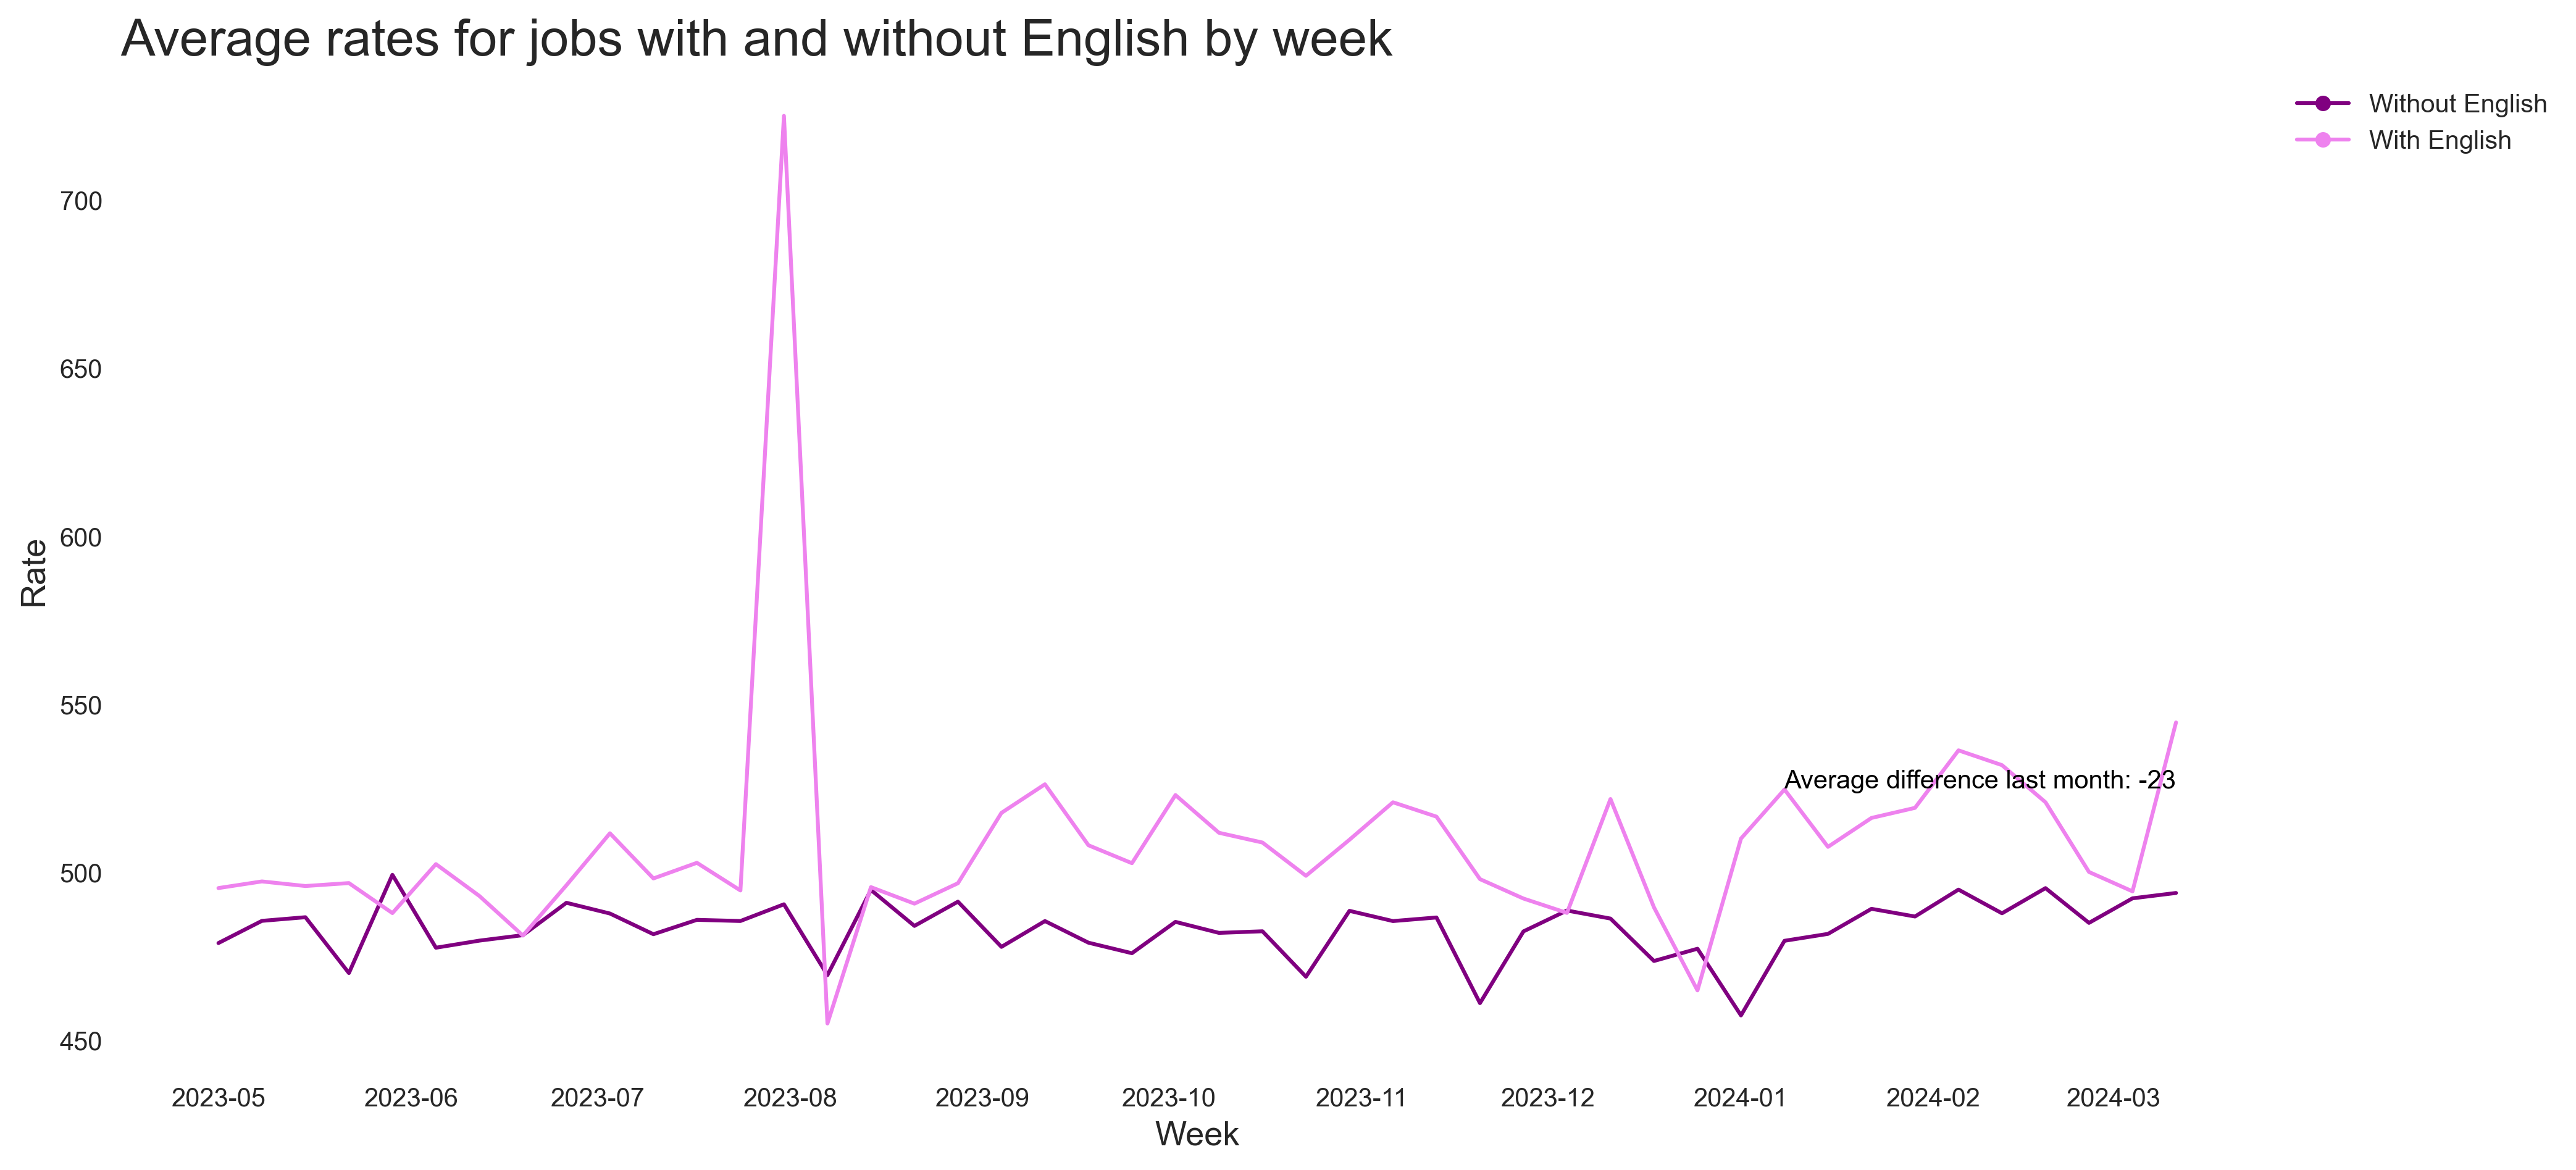 Average rates for jobs with and without English by week
Without English
With English
700
650
600
550
500
450
Rate
Average difference last month: -23
2023-05
2023-06
2023-07
2023-08
2023-09
2023-10
2023-11
2023-12
2024-01
2024-02
2024-03
Week